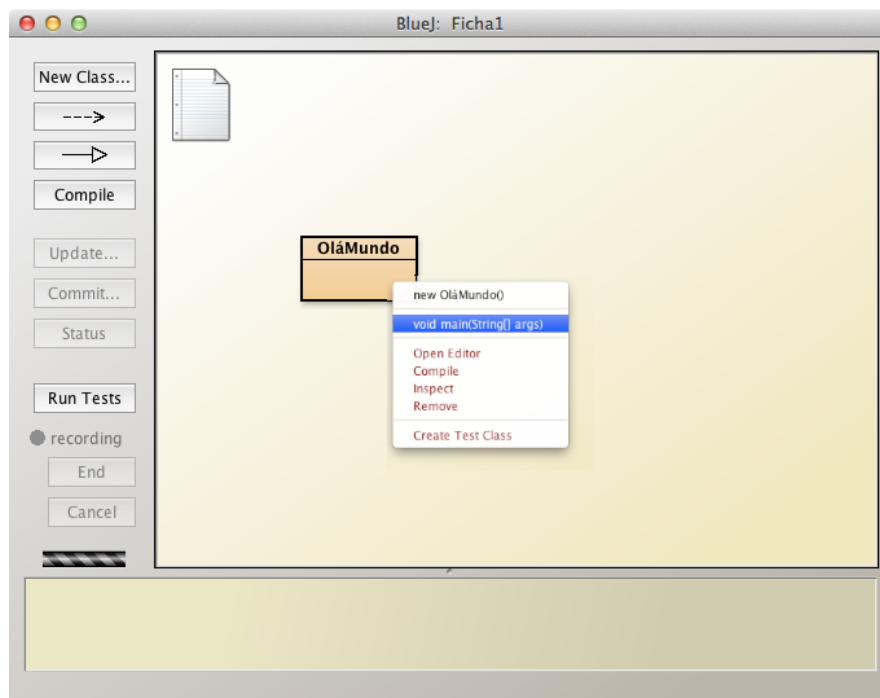 BlueJ: Ficha1
New Class...
--->
Compile
Update...
Commit...
Status
Run Tests
recording
End
Cancel
OláMundo
new OláMundo()
void main(String[] args)
Open Editor
Compile
Inspect
Remove
Create Test Class